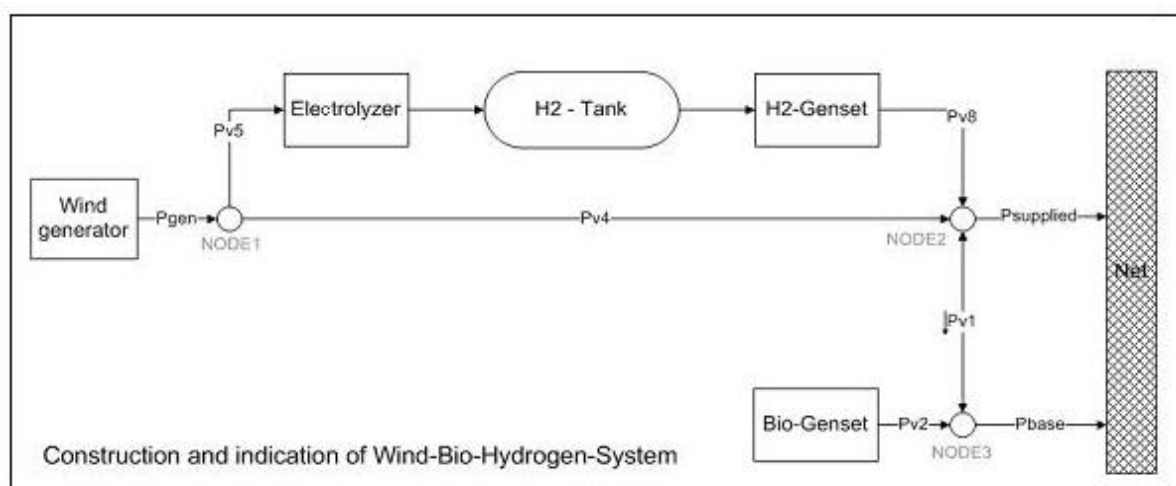 Electrolyzer
H2 - Tank
H2-Genset
Pv5
Pv8
Wind
generator
Pgen
NODE1
Pv4
NODE2
Psupplied
Net
Pv1
Bio-Genset
Pv2
NODE3
Pbase
Construction and indication of Wind-Bio-Hydrogen-System